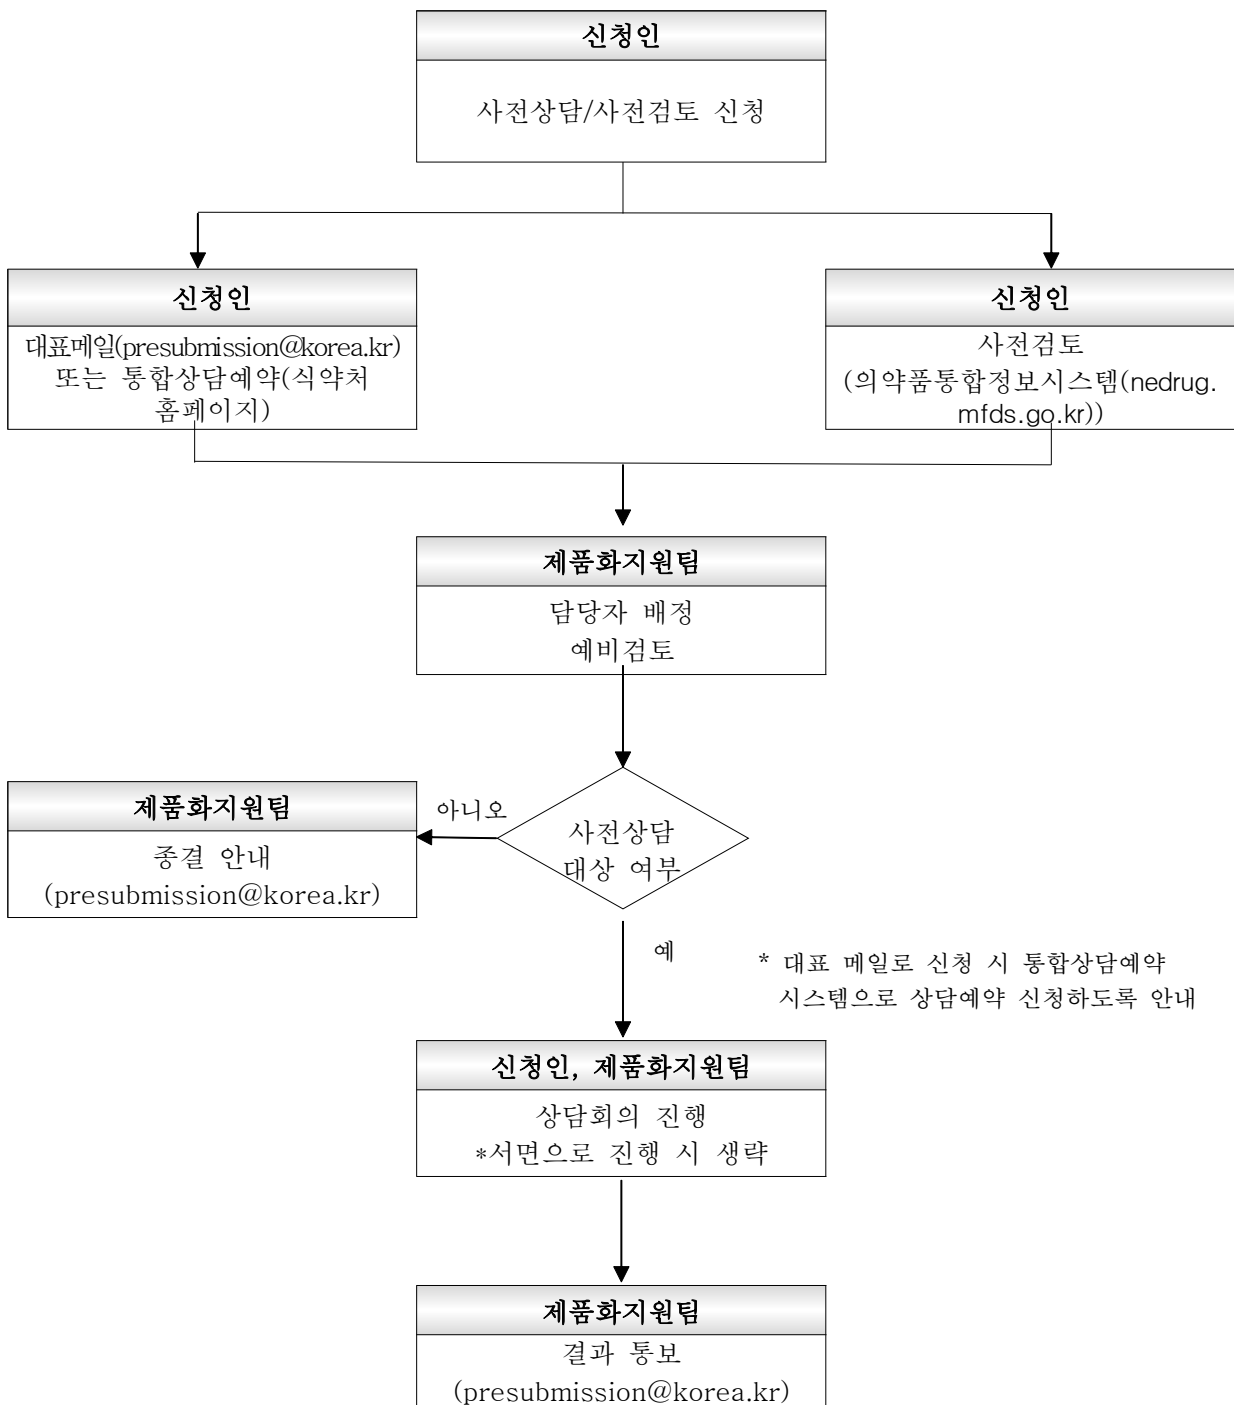 신청인
사전상담/사전검토 신청
신청인
대표메일(presubmission@korea.kr)
또는 통합상담예약(식약처
홈페이지)
신청인
사전검토
(의약품통합정보시스템(nedrug.
mfds.go.kr))
제품화지원팀
담당자 배정
예비검토
사전상담
대상 여부
아니오
제품화지원팀
종결 안내
(presubmission@korea.kr)
예
* 대표 메일로 신청 시 통합상담예약
시스템으로 상담예약 신청하도록 안내
신청인, 제품화지원팀
상담회의 진행
*서면으로 진행 시 생략
제품화지원팀
결과 통보
(presubmission@korea.kr)